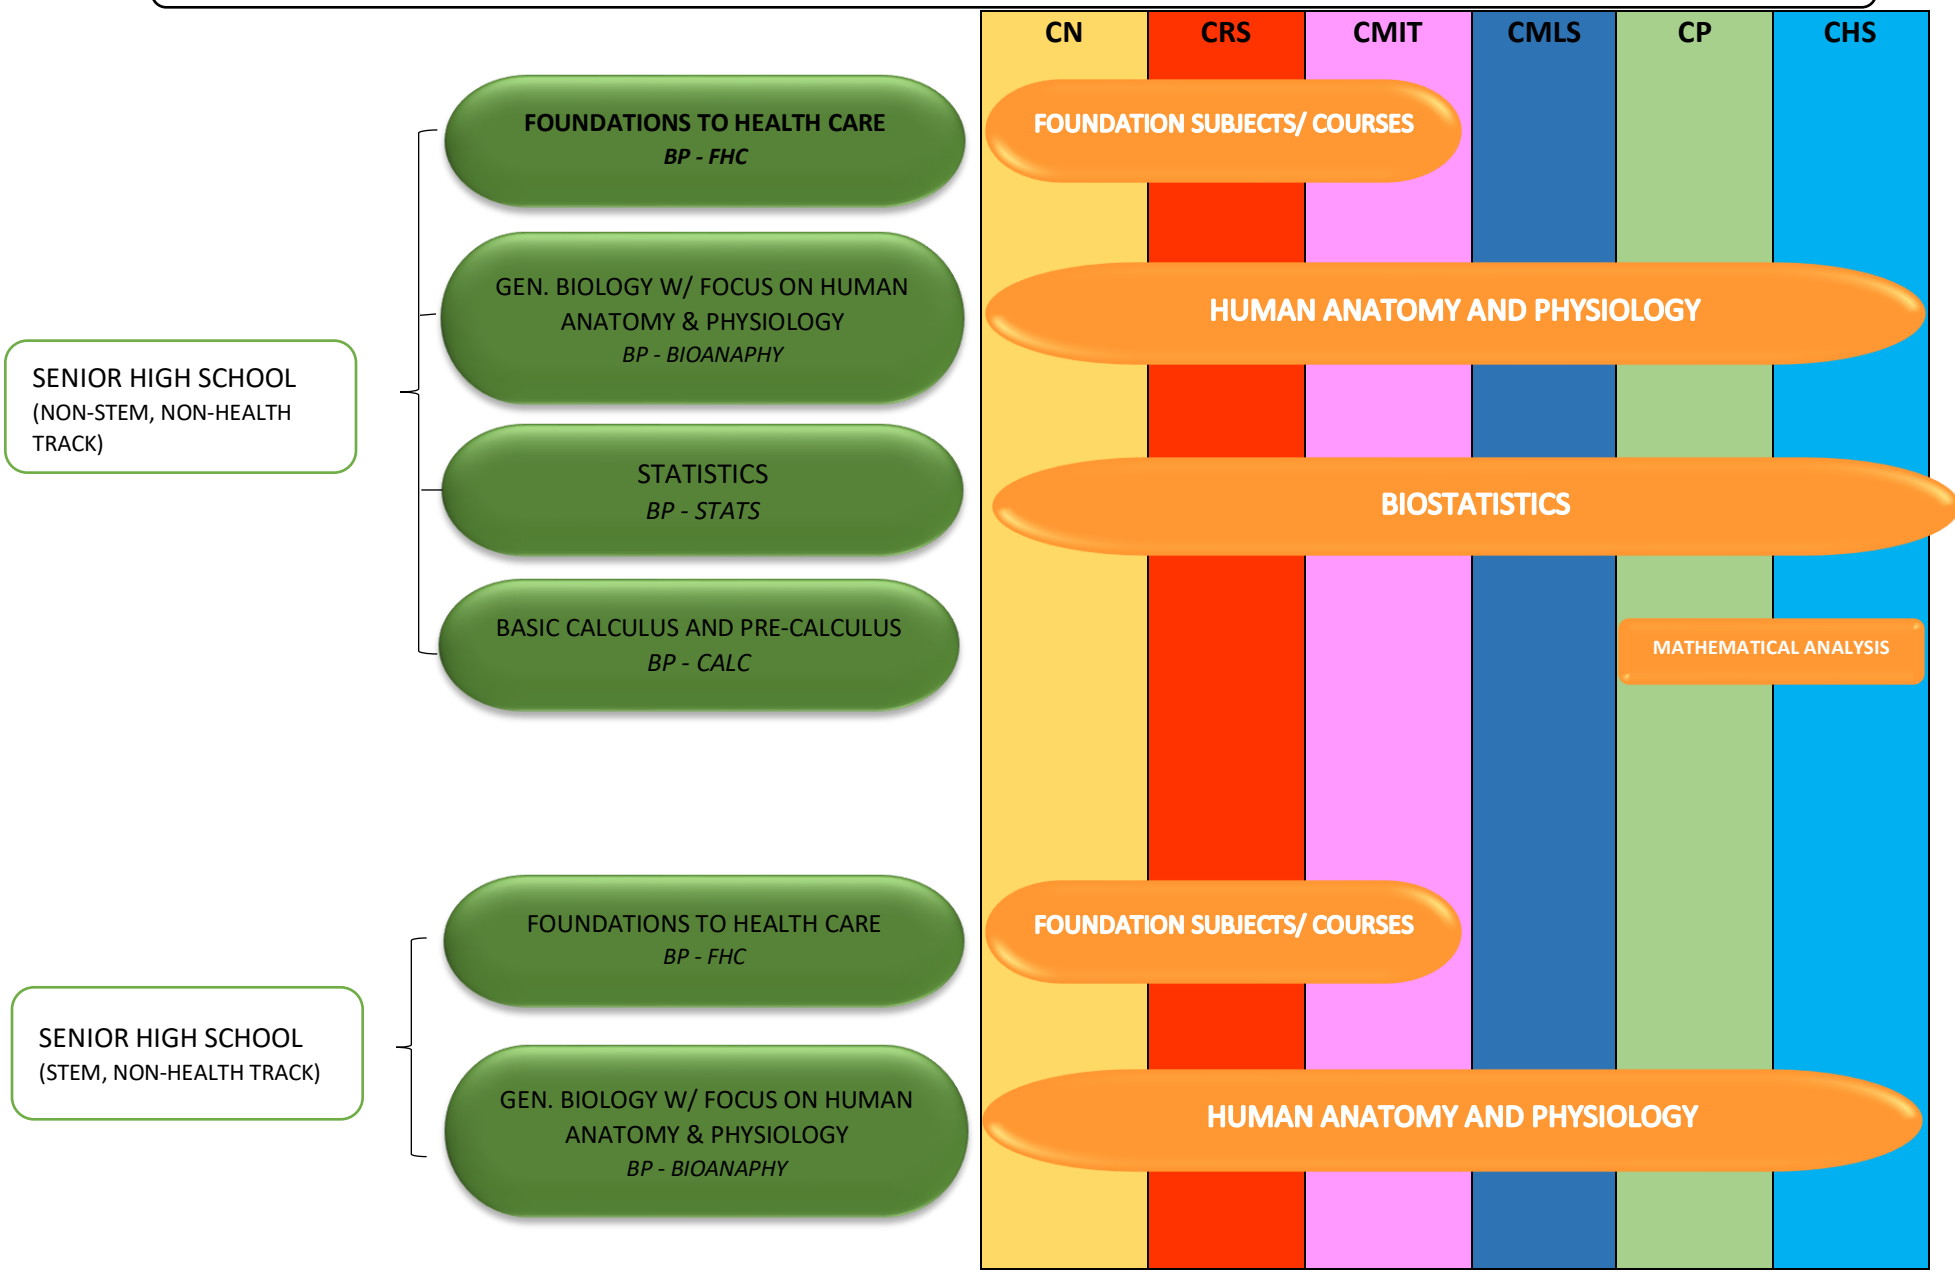 CN CRS CMIT CMLS CP CHS
FOUNDATIONS TO HEALTH CARE
BP - FHC
FOUNDATION SUBJECTS/ COURSES
GEN. BIOLOGY W/ FOCUS ON HUMAN
ANATOMY & PHYSIOLOGY
BP - BIOANAPHY
HUMAN ANATOMY AND PHYSIOLOGY
SENIOR HIGH SCHOOL
(NON-STEM, NON-HEALTH
TRACK)
STATISTICS
BP - STATS
BIOSTATISTICS
BASIC CALCULUS AND PRE-CALCULUS
BP - CALC
MATHEMATICAL ANALYSIS
FOUNDATIONS TO HEALTH CARE
BP - FHC
FOUNDATION SUBJECTS/ COURSES
SENIOR HIGH SCHOOL
(STEM, NON-HEALTH TRACK)
GEN. BIOLOGY W/ FOCUS ON HUMAN
ANATOMY & PHYSIOLOGY
BP - BIOANAPHY
HUMAN ANATOMY AND PHYSIOLOGY